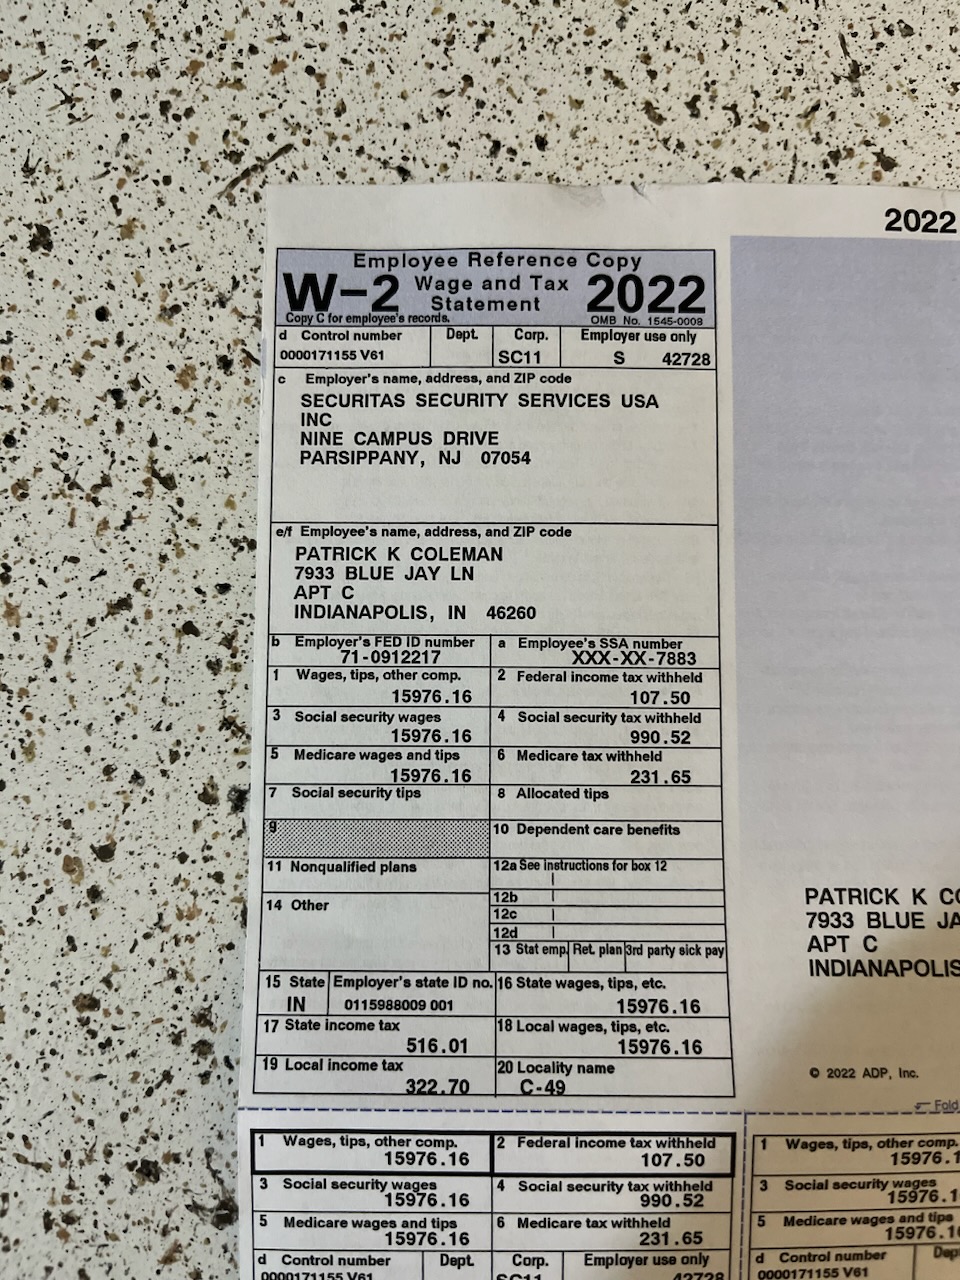 2022
Employee Reference Copy
W-2 Wage and Tax Statement 2022
Copy C for employee's records. OMB No. 1545-0008
d Control number Dept. Corp. Employer use only
0000171155 V61 SC11 S 42728
c Employer's name, address, and ZIP code
SECURITAS SECURITY SERVICES USA
INC
NINE CAMPUS DRIVE
PARSIPPANY, NJ 07054
e/f Employee's name, address, and ZIP code
PATRICK K COLEMAN
7933 BLUE JAY LN
APT C
INDIANAPOLIS, IN 46260
b Employer's FED ID number a Employee's SSA number
71-0912217 XXX-XX-7883
1 Wages, tips, other comp. 2 Federal income tax withheld
15976.16 107.50
3 Social security wages 4 Social security tax withheld
15976.16 990.52
5 Medicare wages and tips 6 Medicare tax withheld
15976.16 231.65
7 Social security tips 8 Allocated tips
9 10 Dependent care benefits
11 Nonqualified plans 12a See instructions for box 12
14 Other 12b
12c
12d
13 Stat emp. Ret. plan 3rd party sick pay
15 State Employer's state ID no. 16 State wages, tips, etc.
IN 0115988009 001 15976.16
17 State income tax 18 Local wages, tips, etc.
516.01 15976.16
19 Local income tax 20 Locality name
322.70 C-49
PATRICK K CO
7933 BLUE JA
APT C
INDIANAPOLIS
© 2022 ADP, Inc.
Fold
1 Wages, tips, other comp. 2 Federal income tax withheld
15976.16 107.50
3 Social security wages 4 Social security tax withheld
15976.16 990.52
5 Medicare wages and tips 6 Medicare tax withheld
15976.16 231.65
d Control number Dept. Corp. Employer use only
0000171155 V61 SC11 42728
1 Wages, tips, other comp.
15976.1
3 Social security wages
15976.1
5 Medicare wages and tips
15976.16
d Control number Dep
0000171155 V61